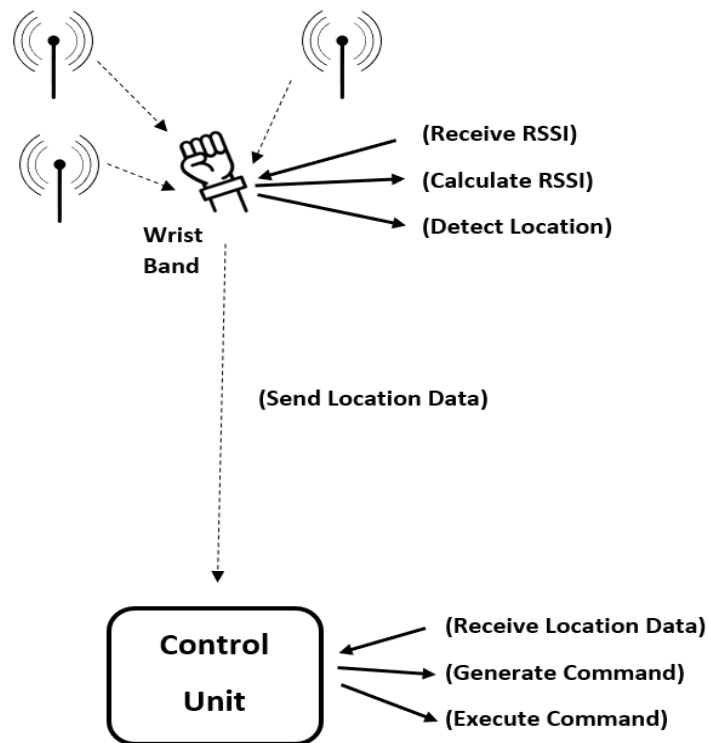 (Receive RSSI)
(Calculate RSSI)
(Detect Location)
Wrist
Band
(Send Location Data)
Control
Unit
(Receive Location Data)
(Generate Command)
(Execute Command)